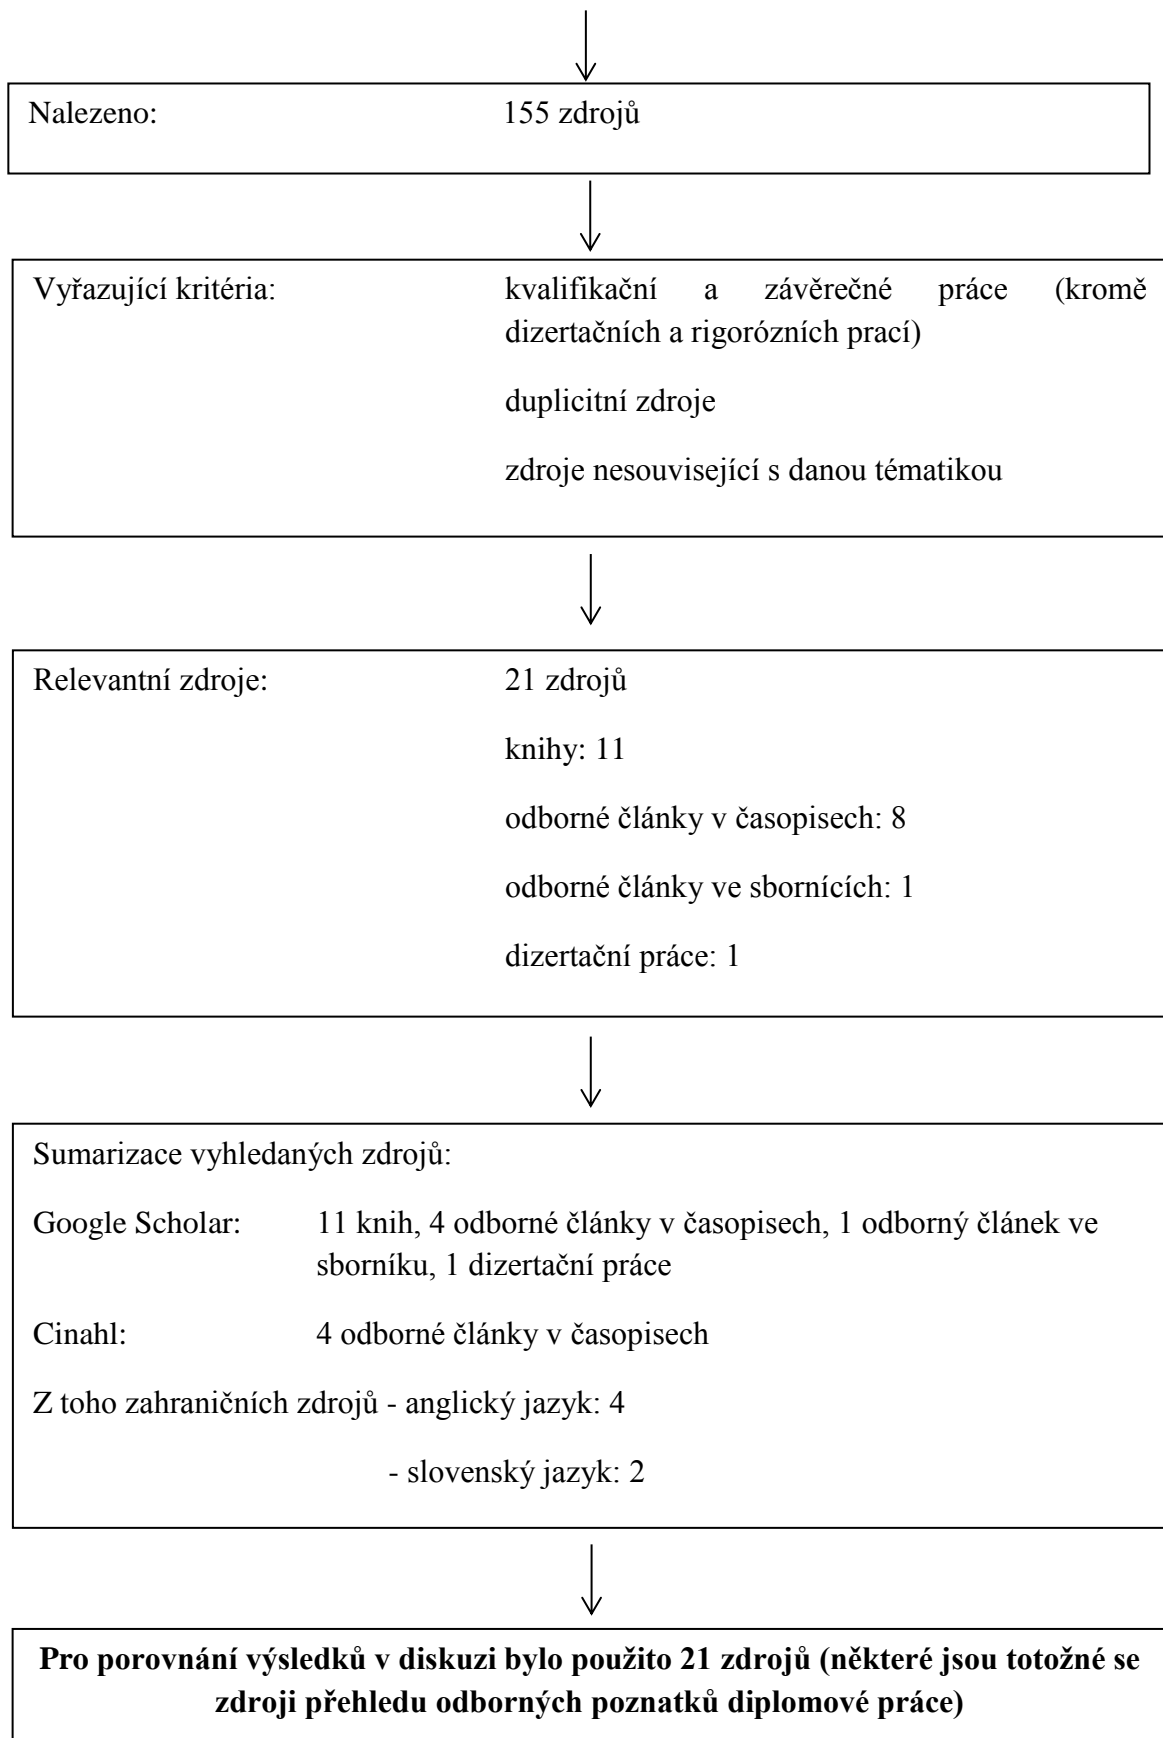 Nalezeno: 155 zdrojů
Vyřazující kritéria: kvalifikační a závěrečné práce (kromě
dizertačních a rigorózních prací)
duplicitní zdroje
zdroje nesouvisející s danou tématikou
Relevantní zdroje: 21 zdrojů
knihy: 11
odborné články v časopisech: 8
odborné články ve sbornících: 1
dizertační práce: 1
Sumarizace vyhledaných zdrojů:
Google Scholar: 11 knih, 4 odborné články v časopisech, 1 odborný článek ve
sborníku, 1 dizertační práce
Cinahl: 4 odborné články v časopisech
Z toho zahraničních zdrojů - anglický jazyk: 4
- slovenský jazyk: 2
Pro porovnání výsledků v diskuzi bylo použito 21 zdrojů (některé jsou totožné se
zdroji přehledu odborných poznatků diplomové práce)